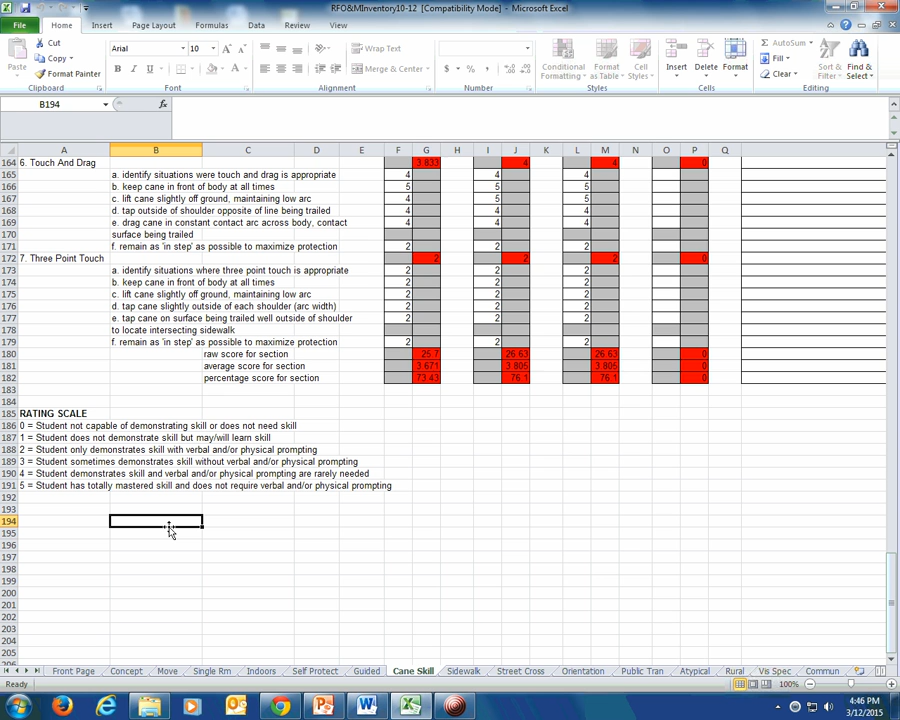 RFO&MInventory10-12 [Compatibility Mode] - Microsoft Excel
File Home Insert Page Layout Formulas Data Review View
Cut
Copy
Format Painter
Paste
Clipboard
Arial 10
B I U
Font
Wrap Text
Merge & Center
Alignment
$ % ,
Number
Conditional Formatting
Format as Table
Cell Styles
Styles
Insert Delete Format
Cells
Σ AutoSum
Fill
Clear
Sort & Filter
Find & Select
Editing
B194 fx
A B C D E F G H I J K L M N O P Q
164 6. Touch And Drag 3.833 4 4 0
165 a. identify situations were touch and drag is appropriate 4 4 4
166 b. keep cane in front of body at all times 5 5 5
167 c. lift cane slightly off ground, maintaining low arc 4 5 5
168 d. tap outside of shoulder opposite of line being trailed 4 4 4
169 e. drag cane in constant contact arc across body, contact 4 4 4
170 surface being trailed
171 f. remain as 'in step' as possible to maximize protection 2 2 2
172 7. Three Point Touch 2 2 2 0
173 a. identify situations where three point touch is appropriate 2 2 2
174 b. keep cane in front of body at all times 2 2 2
175 c. lift cane slightly off ground, maintaining low arc 2 2 2
176 d. tap cane slightly outside of each shoulder (arc width) 2 2 2
177 e. tap cane on surface being trailed well outside of shoulder 2 2 2
178 to locate intersecting sidewalk
179 f. remain as 'in step' as possible to maximize protection 2 2 2
180 raw score for section 25.7 26.63 26.63 0
181 average score for section 3.671 3.805 3.805 0
182 percentage score for section 73.43 76.1 76.1 0
183
184
185 RATING SCALE
186 0 = Student not capable of demonstrating skill or does not need skill
187 1 = Student does not demonstrate skill but may/will learn skill
188 2 = Student only demonstrates skill with verbal and/or physical prompting
189 3 = Student sometimes demonstrates skill without verbal and/or physical prompting
190 4 = Student demonstrates skill and verbal and/or physical prompting are rarely needed
191 5 = Student has totally mastered skill and does not require verbal and/or physical prompting
192
193
194
195
196
197
198
199
200
201
202
203
204
205
Front Page Concept Move Single Rm Indoors Self Protect Guided Cane Skill Sidewalk Street Cross Orientation Public Tran Atypical Rural Vis Spec Commun
Ready 100%
4:46 PM
3/12/2015